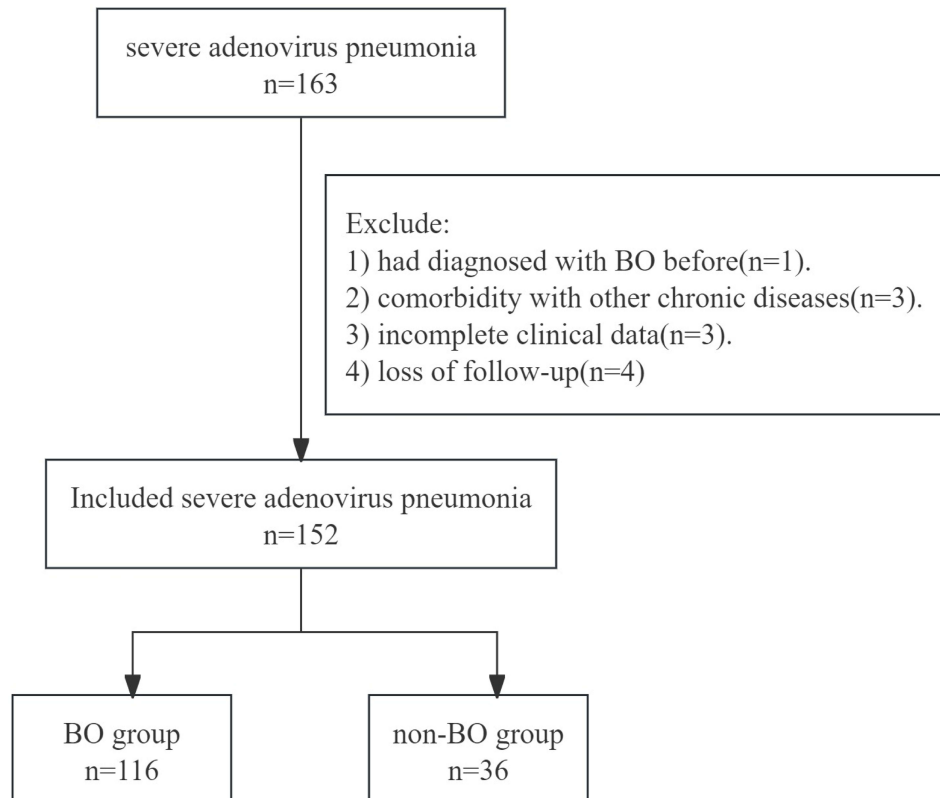 severe adenovirus pneumonia
n=163
Exclude:
1) had diagnosed with BO before(n=1).
2) comorbidity with other chronic diseases(n=3).
3) incomplete clinical data(n=3).
4) loss of follow-up(n=4)
Included severe adenovirus pneumonia
n=152
BO group
n=116
non-BO group
n=36